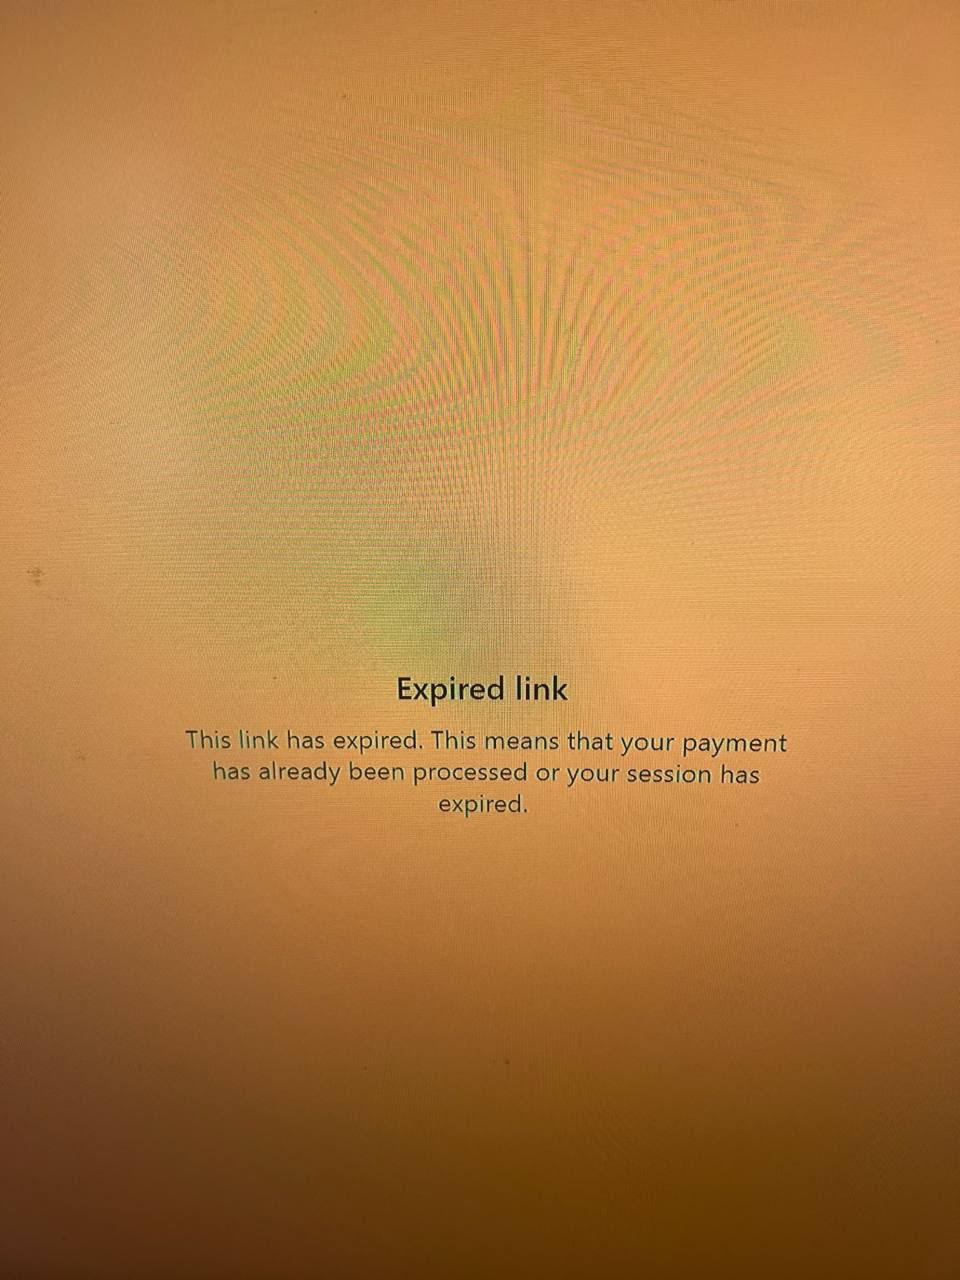 Expired link
This link has expired. This means that your payment
has already been processed or your session has
expired.